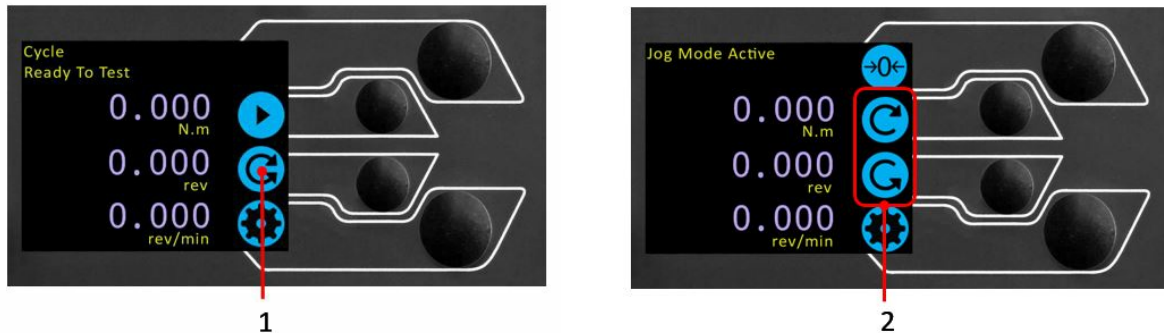 Cycle
Ready To Test
0.000
N.m
0.000
rev
0.000
rev/min
1
Jog Mode Active
→0←
0.000
N.m
0.000
rev
0.000
rev/min
2